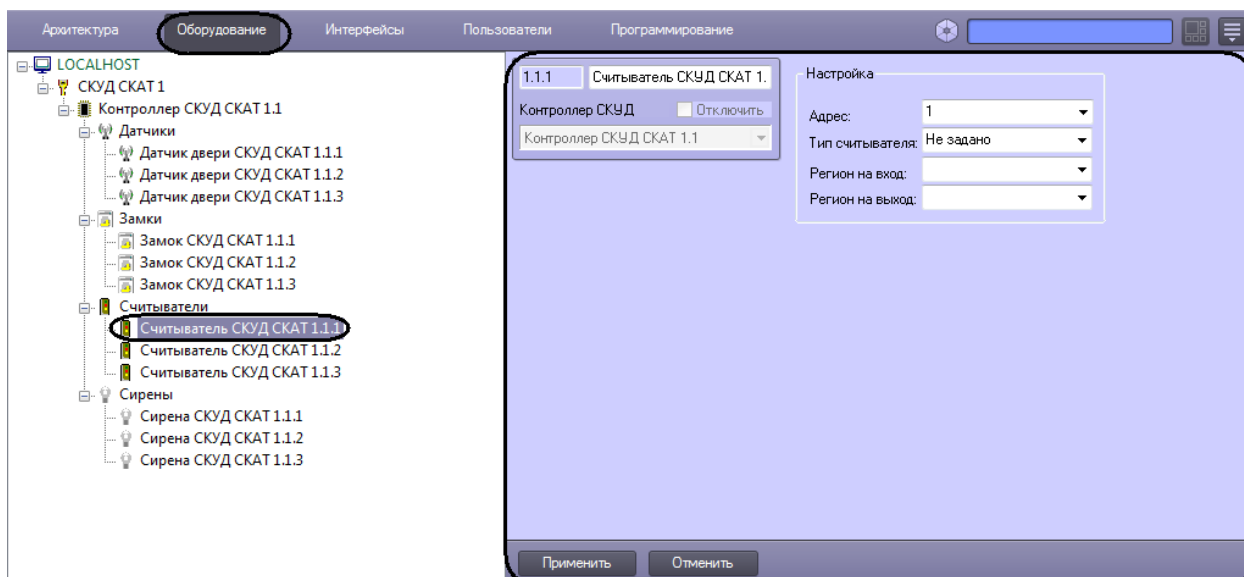 Архитектура Оборудование Интерфейсы Пользователи Программирование
LOCALHOST
СКУД СКАТ 1
Контроллер СКУД СКАТ 1.1
Датчики
Датчик двери СКУД СКАТ 1.1.1
Датчик двери СКУД СКАТ 1.1.2
Датчик двери СКУД СКАТ 1.1.3
Замки
Замок СКУД СКАТ 1.1.1
Замок СКУД СКАТ 1.1.2
Замок СКУД СКАТ 1.1.3
Считыватели
Считыватель СКУД СКАТ 1.1.1
Считыватель СКУД СКАТ 1.1.2
Считыватель СКУД СКАТ 1.1.3
Сирены
Сирена СКУД СКАТ 1.1.1
Сирена СКУД СКАТ 1.1.2
Сирена СКУД СКАТ 1.1.3
1.1.1 Считыватель СКУД СКАТ 1.
Контроллер СКУД Отключить
Контроллер СКУД СКАТ 1.1
Настройка
Адрес: 1
Тип считывателя: Не задано
Регион на вход:
Регион на выход:
Применить Отменить